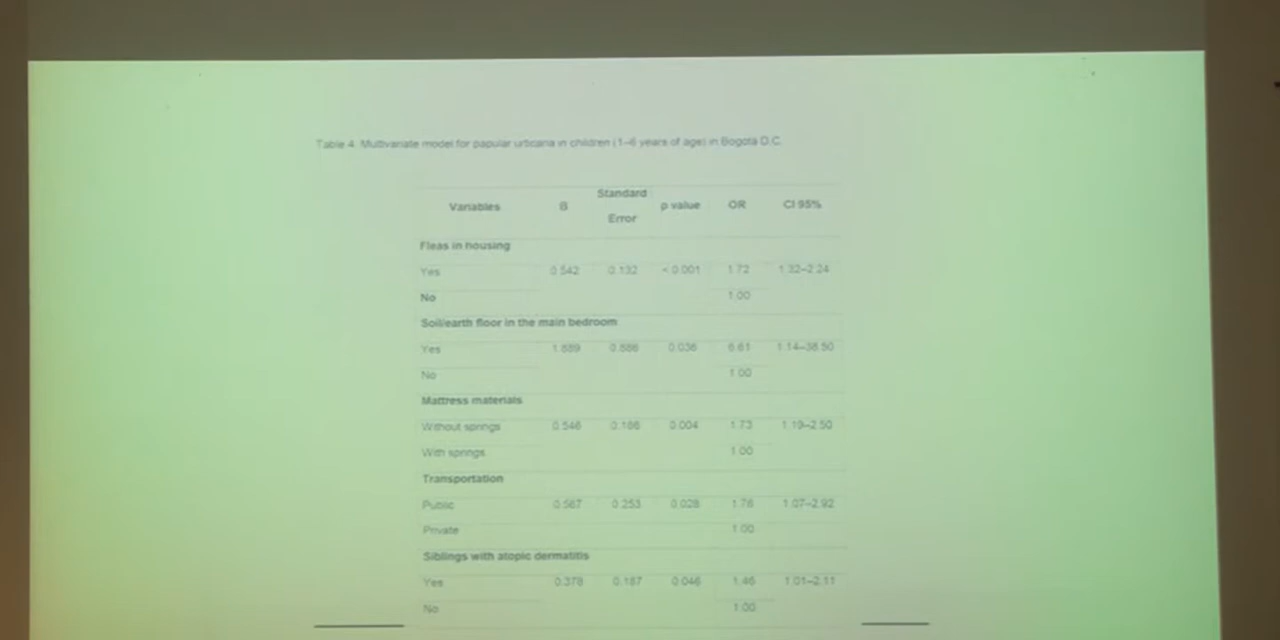 Table 4. Multivariate model for papular urticaria in children (1–6 years of age) in Bogotá D.C.
Variables B Standard Error p value OR CI 95%
Fleas in housing
Yes 0.542 0.132 <0.001 1.72 1.32–2.24
No 1.00
Soil/earth floor in the main bedroom
Yes 1.889 0.036 6.61 1.14–38.50
No 1.00
Mattress materials
Without springs 0.546 0.004 1.73 1.19–2.50
With springs 1.00
Transportation
Public 0.567 0.253 0.028 1.76 1.07–2.92
Private 1.00
Siblings with atopic dermatitis
Yes 0.378 0.187 0.046 1.46 1.01–2.11
No 1.00